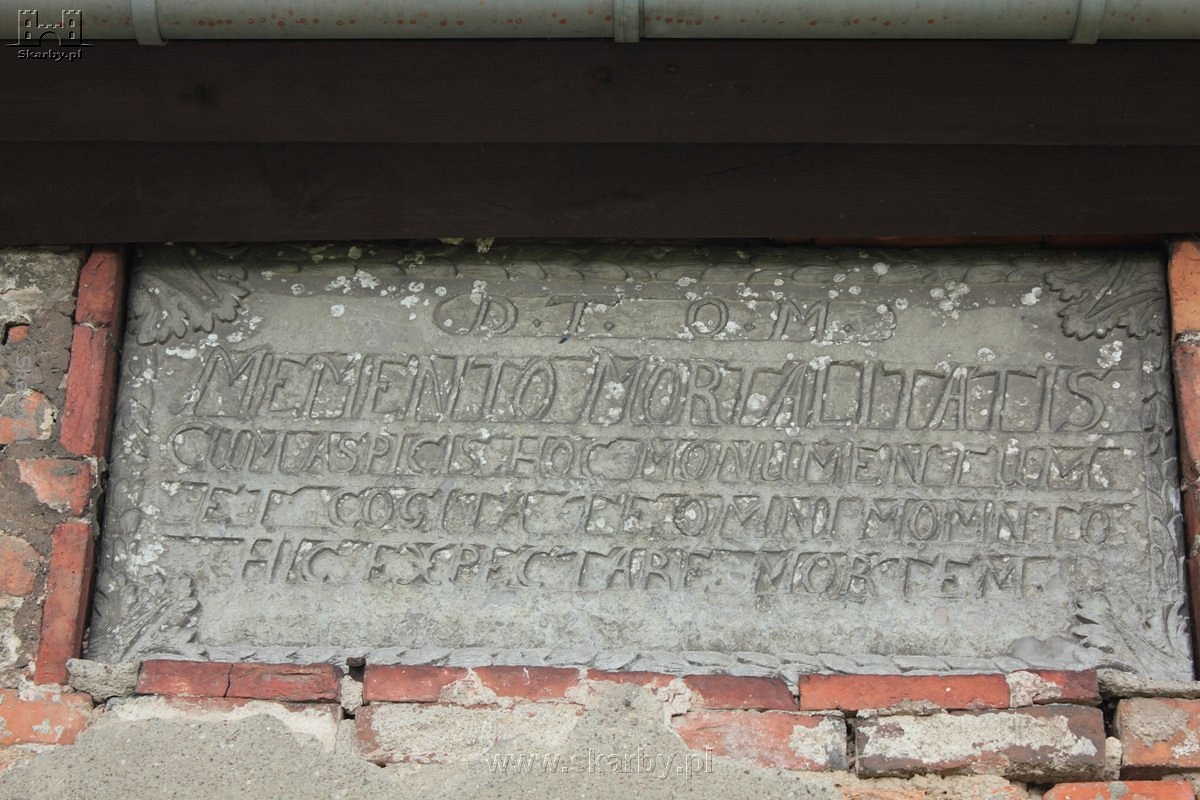 Skarby.pl
D. T. O. M.
MEMENTO MORTALITATIS
CUM ASPICIS HOC MONUMENTUM
ET COGITA TE OMNI MOMENTO
HIC EXPECTARE MORTEM
www.skarby.pl